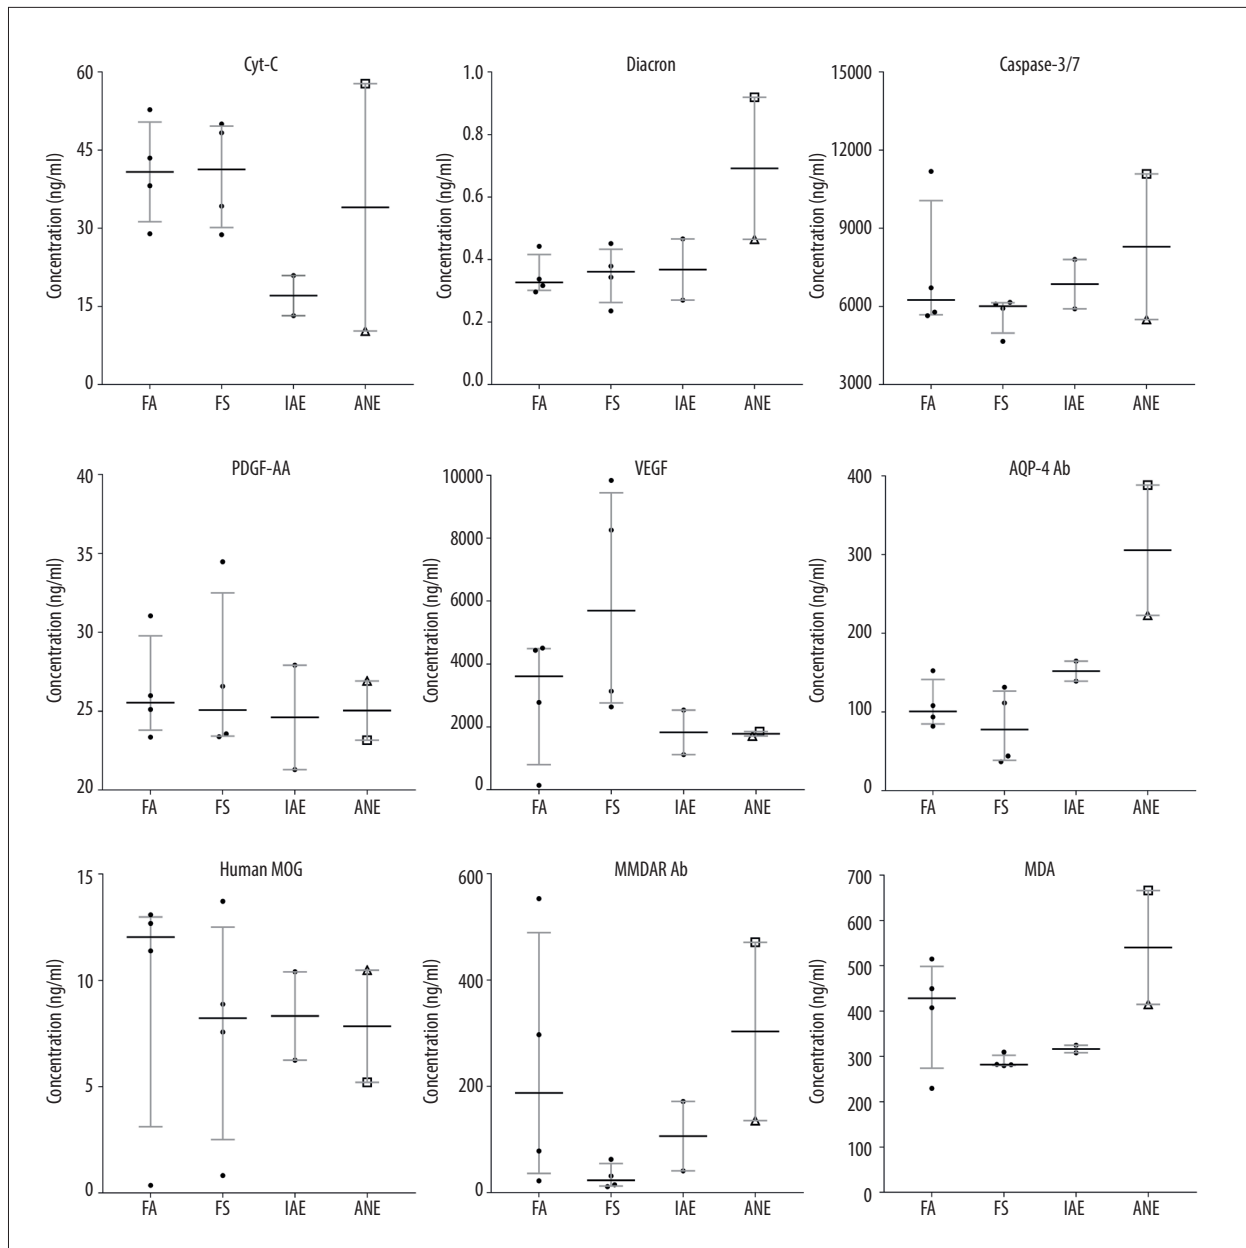 Cyt-C
Concentration (ng/ml)
60
45
30
15
0
FA FS IAE ANE
Diacron
Concentration (ng/ml)
1.0
0.8
0.6
0.4
0.2
0.0
FA FS IAE ANE
Caspase-3/7
Concentration (ng/ml)
15000
12000
9000
6000
3000
FA FS IAE ANE
PDGF-AA
Concentration (ng/ml)
40
35
30
25
20
FA FS IAE ANE
VEGF
Concentration (ng/ml)
10000
8000
6000
4000
2000
0
FA FS IAE ANE
AQP-4 Ab
Concentration (ng/ml)
400
300
200
100
0
FA FS IAE ANE
Human MOG
Concentration (ng/ml)
15
10
5
0
FA FS IAE ANE
MMDAR Ab
Concentration (ng/ml)
600
400
200
0
FA FS IAE ANE
MDA
Concentration (ng/ml)
700
600
500
400
300
200
100
0
FA FS IAE ANE